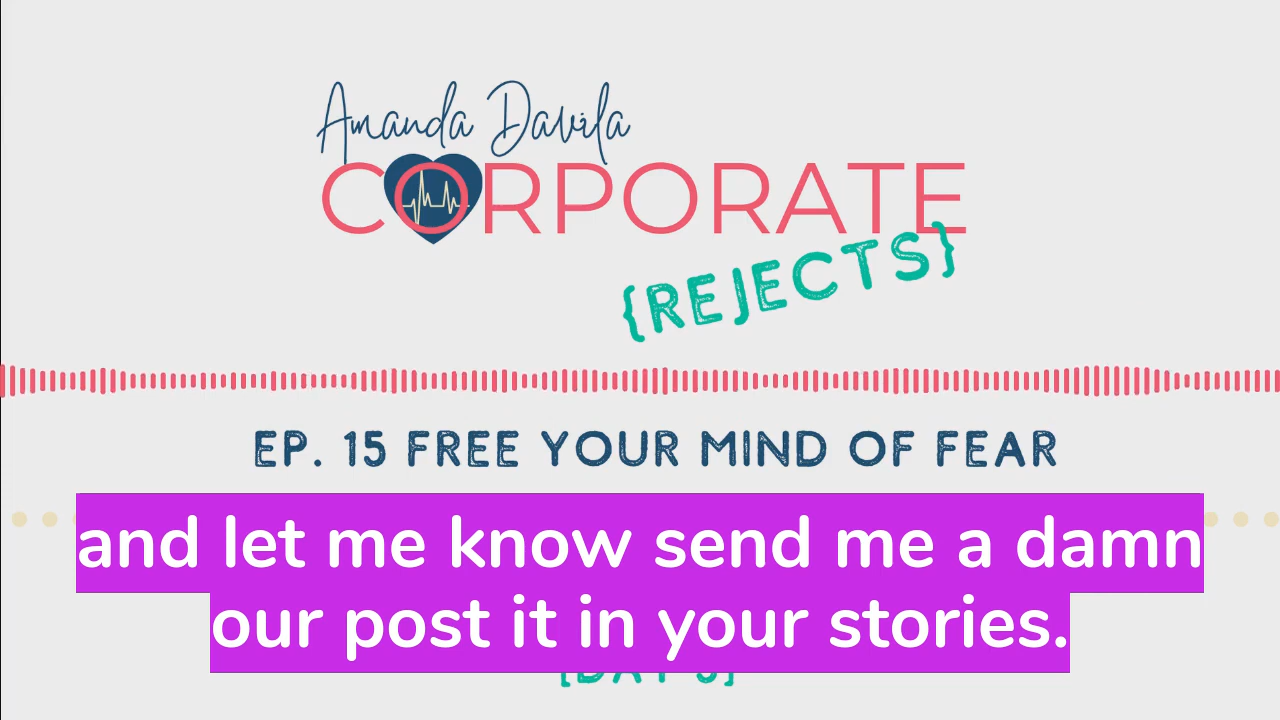 Amanda Davila
CORPORATE
{REJECTS}
EP. 15 FREE YOUR MIND OF FEAR
and let me know send me a damn
our post it in your stories.